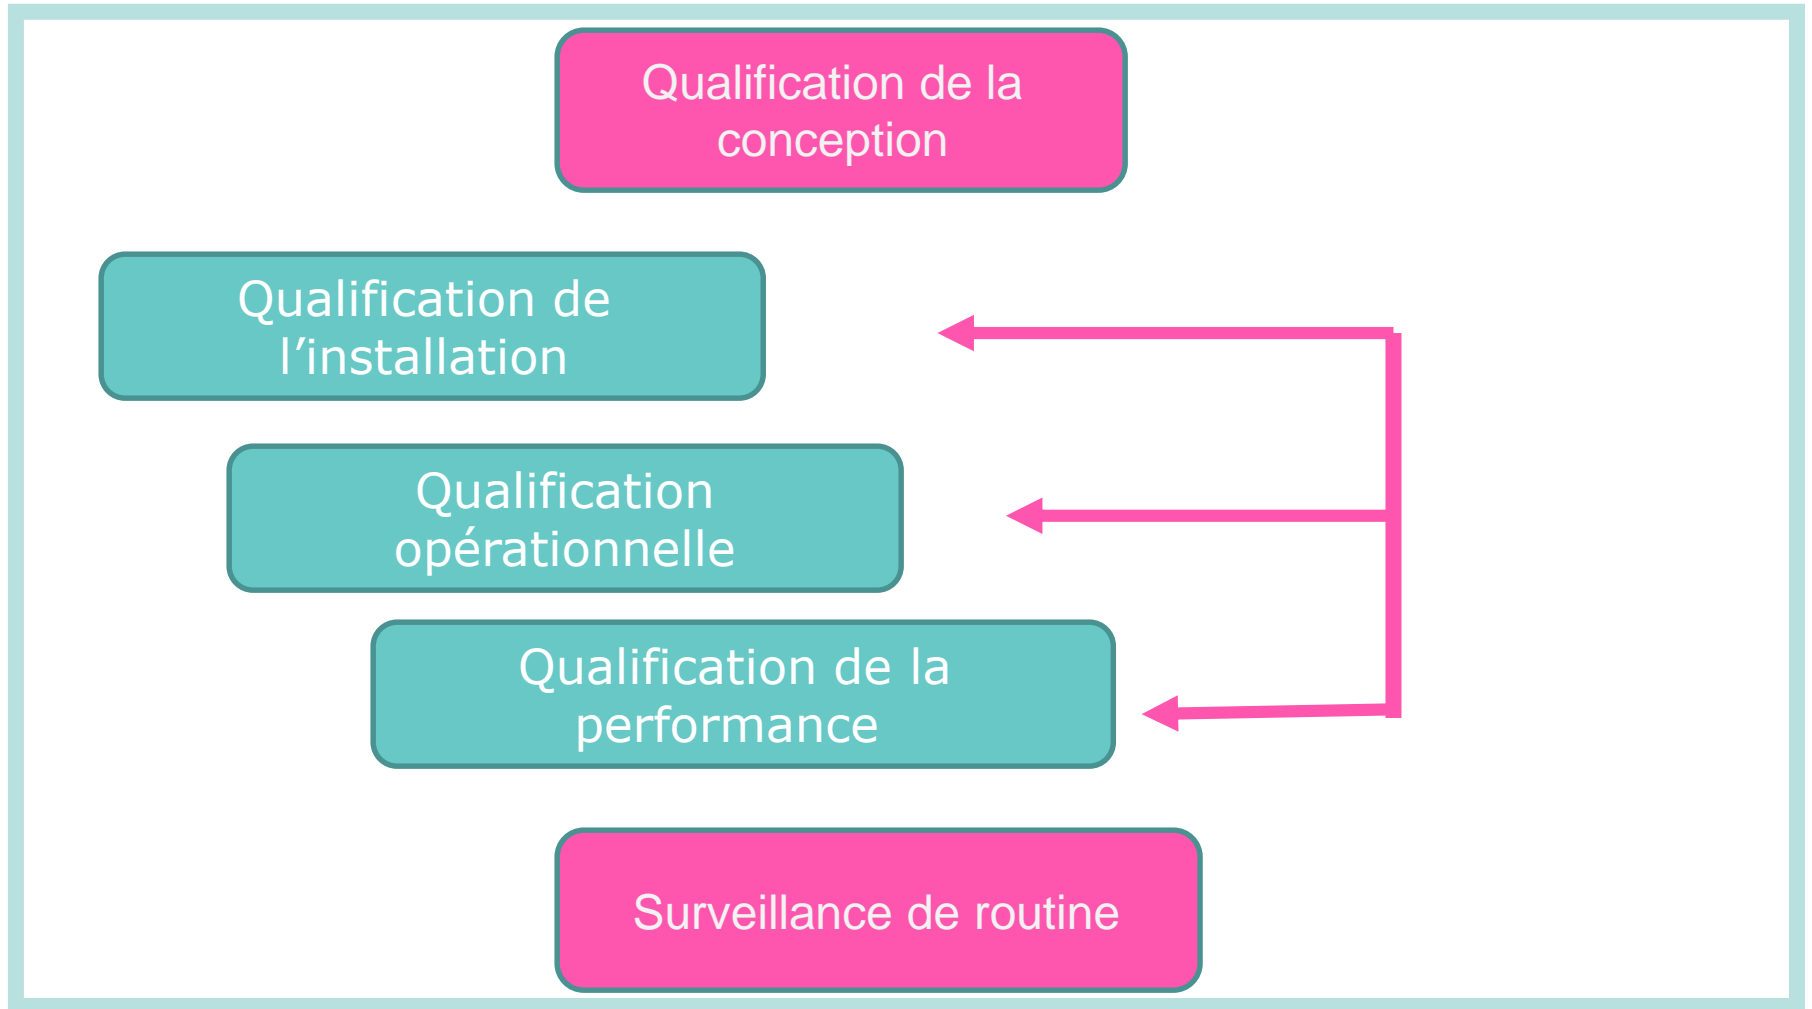 Qualification de la
conception
Qualification de
l’installation
Qualification
opérationnelle
Qualification de la
performance
Surveillance de routine